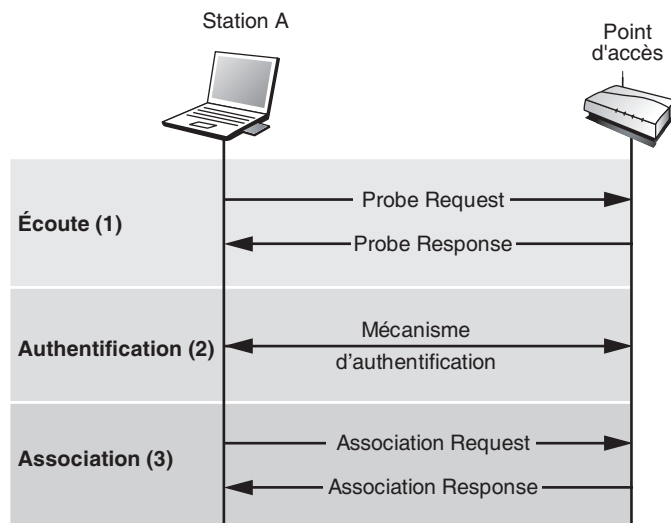 Station A
Point
d'accès
Écoute (1)
Probe Request
Probe Response
Authentification (2)
Mécanisme
d'authentification
Association (3)
Association Request
Association Response